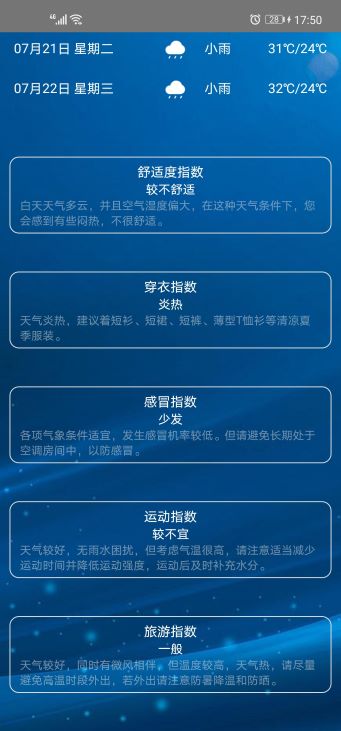 4G 28 17:50
07月21日 星期二 小雨 31℃/24℃
07月22日 星期三 小雨 32℃/24℃
舒适度指数
较不舒适
白天天气多云，并且空气湿度偏大，在这种天气条件下，您
会感到有些闷热，不很舒适。
穿衣指数
炎热
天气炎热，建议着短衫、短裙、短裤、薄型T恤衫等清凉夏
季服装。
感冒指数
少发
各项气象条件适宜，发生感冒机率较低。但请避免长期处于
空调房间中，以防感冒。
运动指数
较不宜
天气较好，无雨水困扰，但考虑气温很高，请注意适当减少
运动时间并降低运动强度，运动后及时补充水分。
旅游指数
一般
天气较好，同时有微风相伴，但温度较高，天气热，请尽量
避免高温时段外出，若外出请注意防暑降温和防晒。